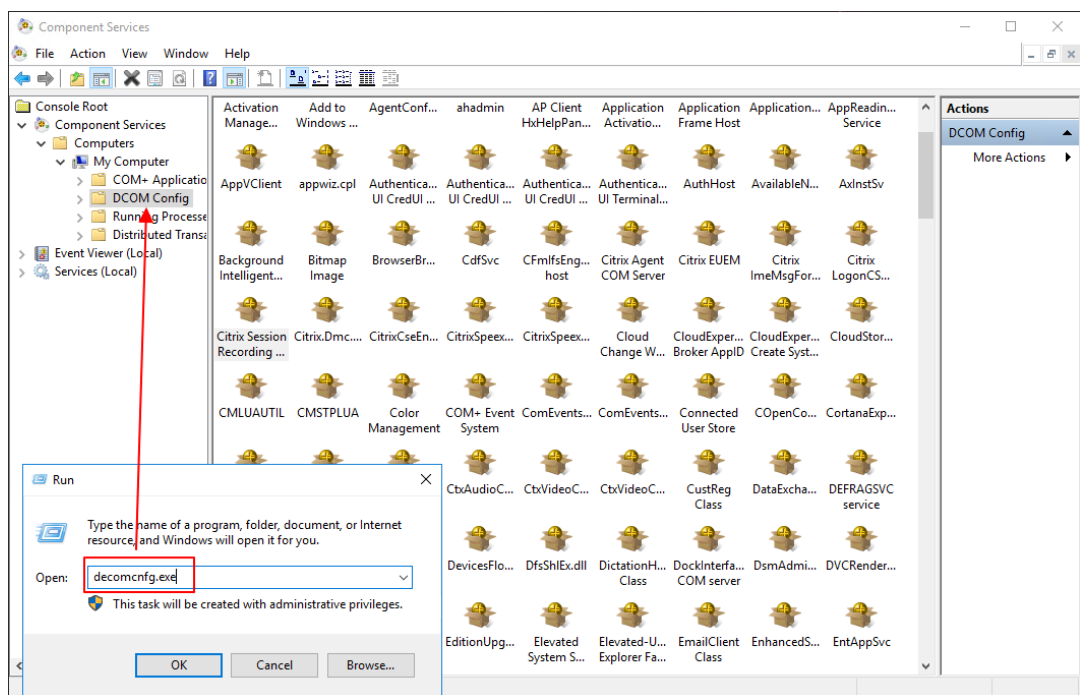 Component Services
File Action View Window Help
Console Root
Component Services
Computers
My Computer
COM+ Applicatio
DCOM Config
Running Processe
Distributed Transa
Event Viewer (Local)
Services (Local)
Activation Add to AgentConf... ahadmin AP Client Application Application Application... AppReadin...
Manage... Windows ... HxHelpPan... Activatio... Frame Host Service
AppVClient appwiz.cpl Authentica... Authentica... Authentica... Authentica... AuthHost AvailableN... AxInstSv
UI CredUI ... UI CredUI ... UI CredUI ... UI Terminal...
Background Bitmap BrowserBr... CdfSvc CFmIfsEng... Citrix Agent Citrix EUEM Citrix Citrix
Intelligent... Image host COM Server ImeMsgFor... LogonCS...
Citrix Session Citrix.Dmc.... CitrixCseEn... CitrixSpeex... CitrixSpeex... Cloud CloudExper... CloudExper... CloudStor...
Recording ... Change W... Broker AppID Create Syst...
CMLUAUTIL CMSTPLUA Color COM+ Event ComEvents... ComEvents... Connected COpenCo... CortanaExp...
Management System User Store
CtxAudioC... CtxVideoC... CtxVideoC... CustReg DataExcha... DEFRAGSVC
Class service
DevicesFlo... DfsShlEx.dll DictationH... DockInterfa... DsmAdmi... DVCRender...
Class COM server
EditionUpg... Elevated Elevated-U... EmailClient EnhancedS... EntAppSvc
System S... Explorer Fa... Class
Actions
DCOM Config
More Actions
Run
Type the name of a program, folder, document, or Internet
resource, and Windows will open it for you.
Open: decomcnfg.exe
This task will be created with administrative privileges.
OK Cancel Browse...